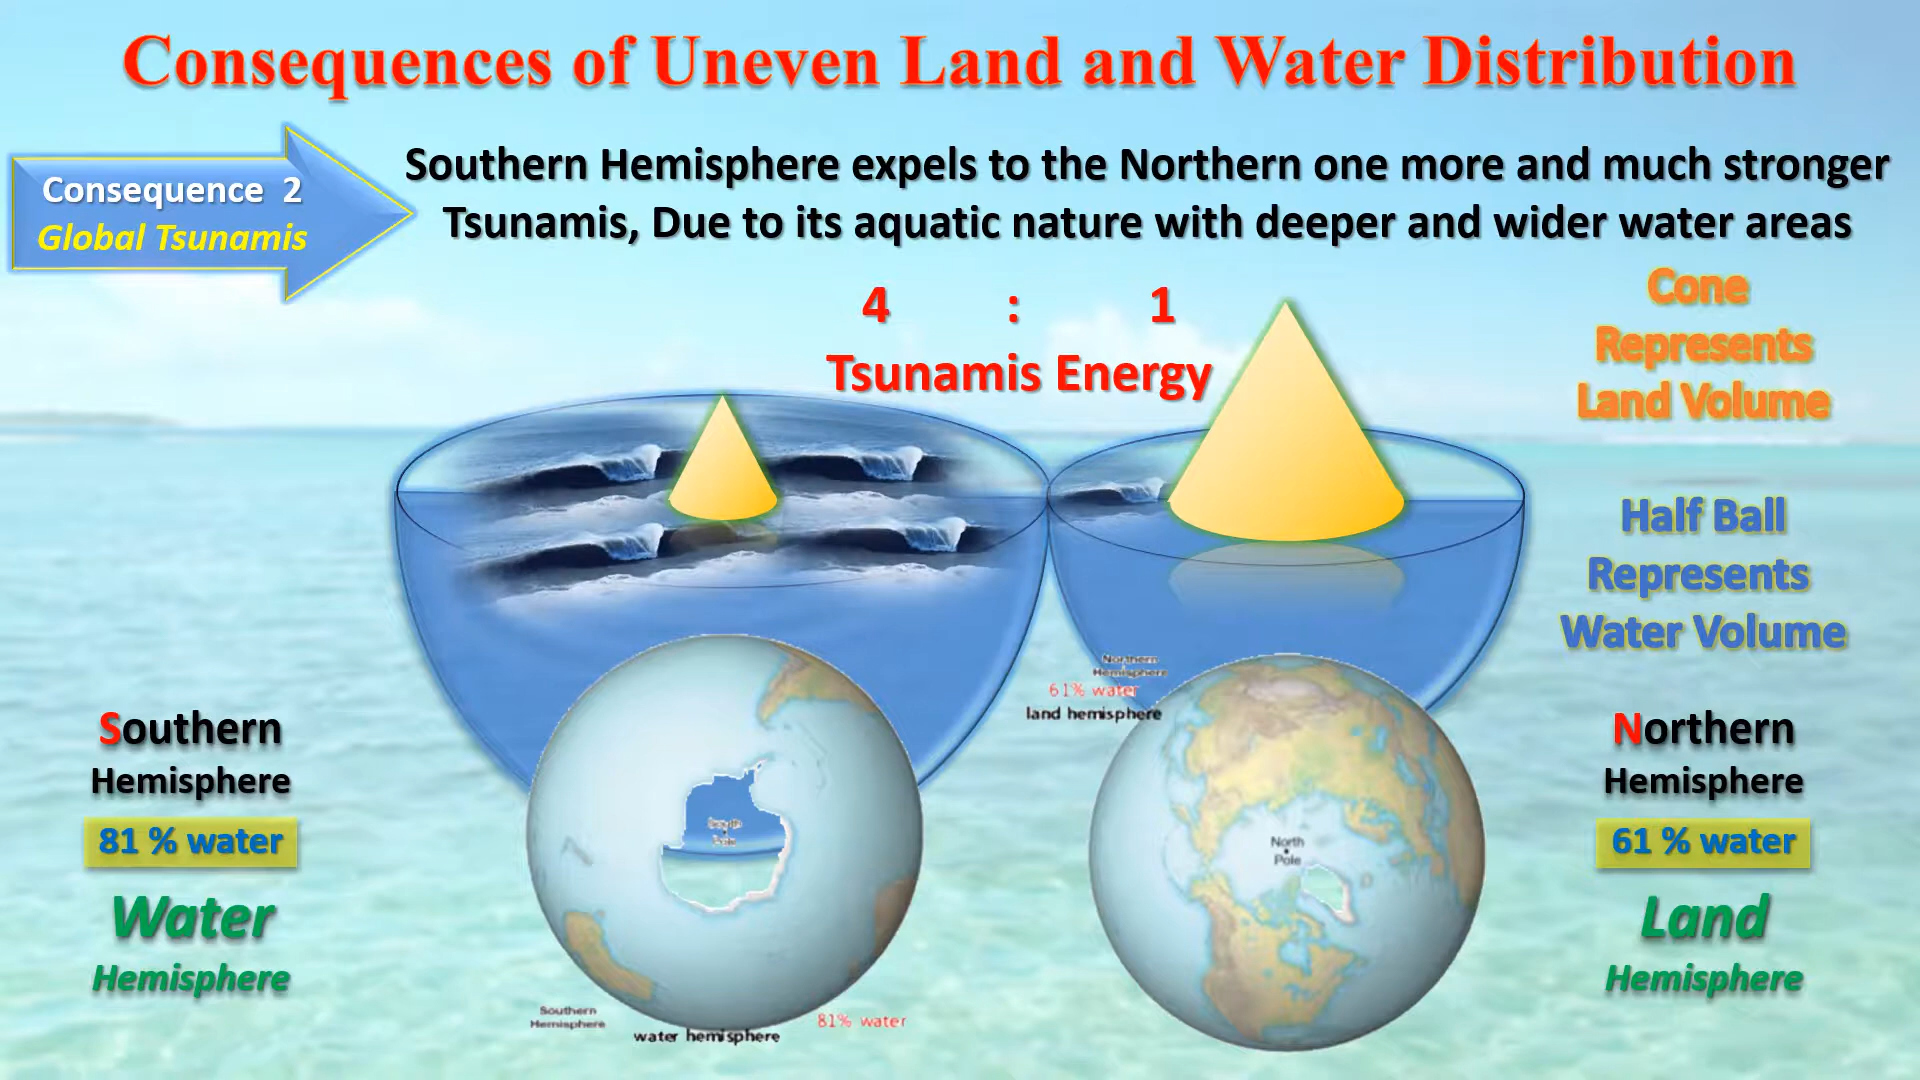 Consequences of Uneven Land and Water Distribution
Consequence 2
Global Tsunamis
Southern Hemisphere expels to the Northern one more and much stronger
Tsunamis, Due to its aquatic nature with deeper and wider water areas
4 : 1
Tsunamis Energy
Cone
Represents
Land Volume
Half Ball
Represents
Water Volume
Southern
Hemisphere
81 % water
Water
Hemisphere
South
Pole
Southern
Hemisphere
water hemisphere
81% water
Northern
Hemisphere
61% water
land hemisphere
North
Pole
Northern
Hemisphere
61 % water
Land
Hemisphere